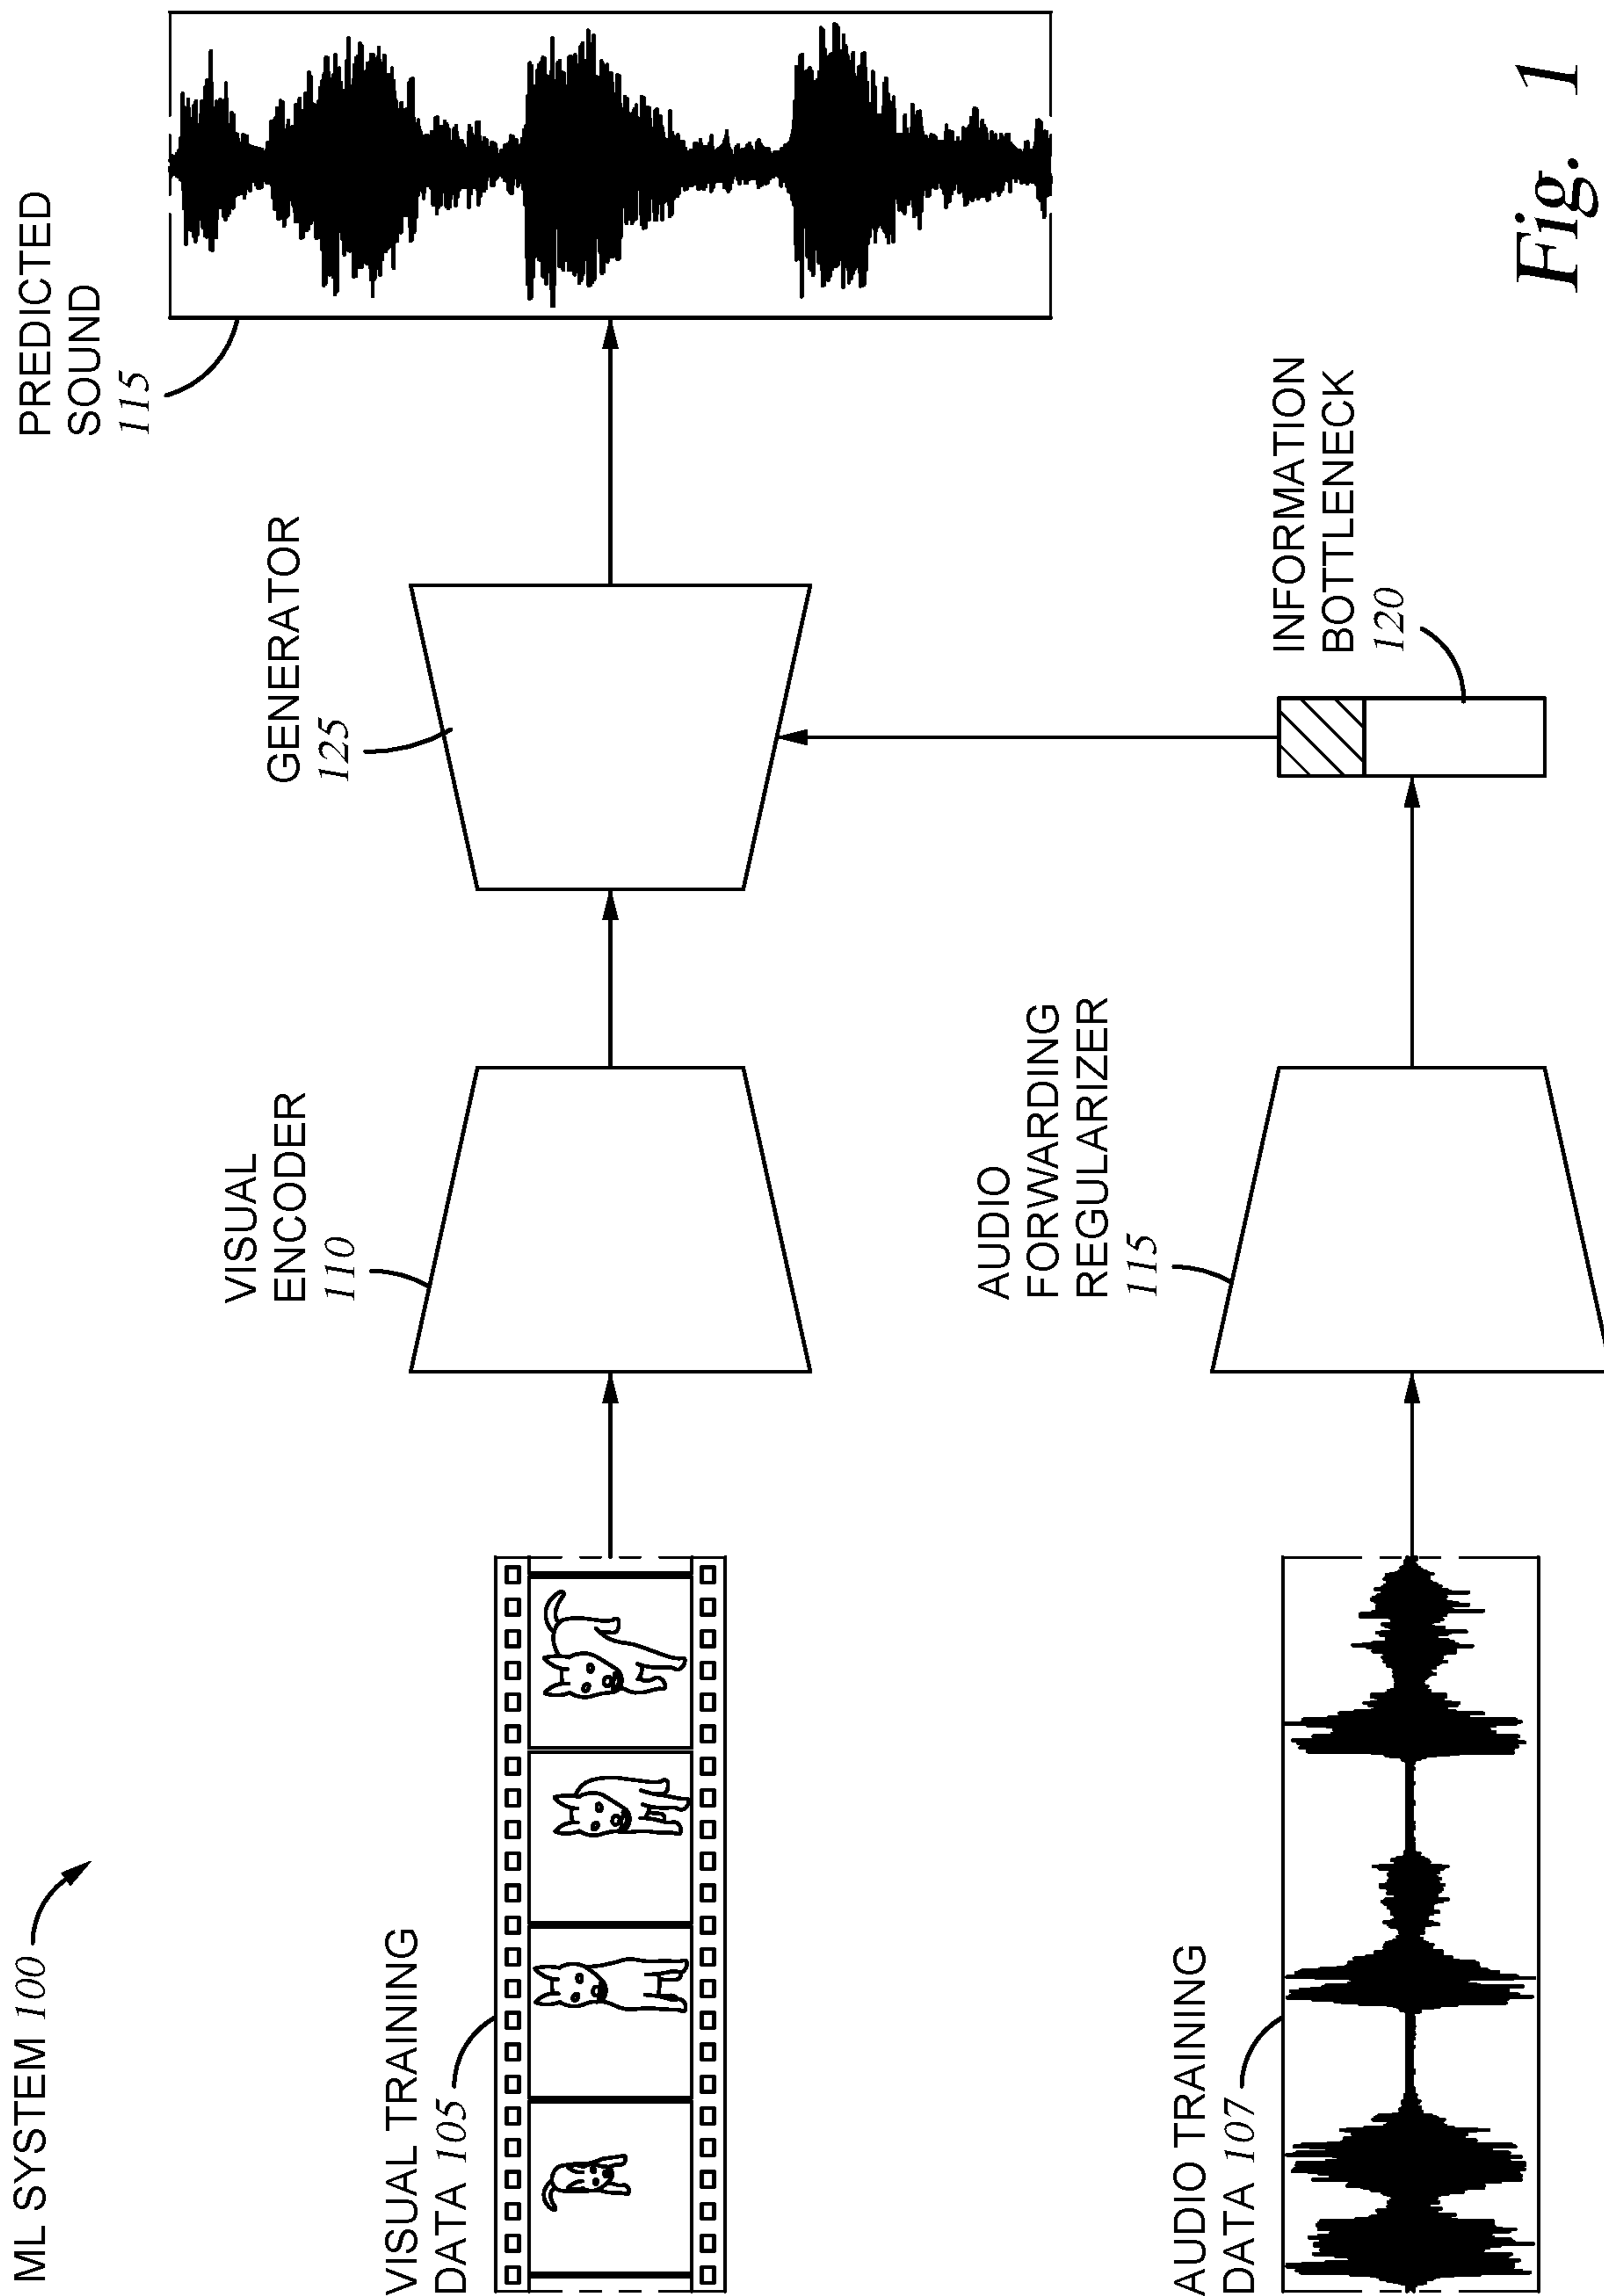 ML SYSTEM 100
VISUAL TRAINING
DATA 105
VISUAL
ENCODER
110
GENERATOR
125
PREDICTED
SOUND
115
AUDIO TRAINING
DATA 107
AUDIO
FORWARDING
REGULARIZER
115
INFORMATION
BOTTLENECK
120
Fig. 1